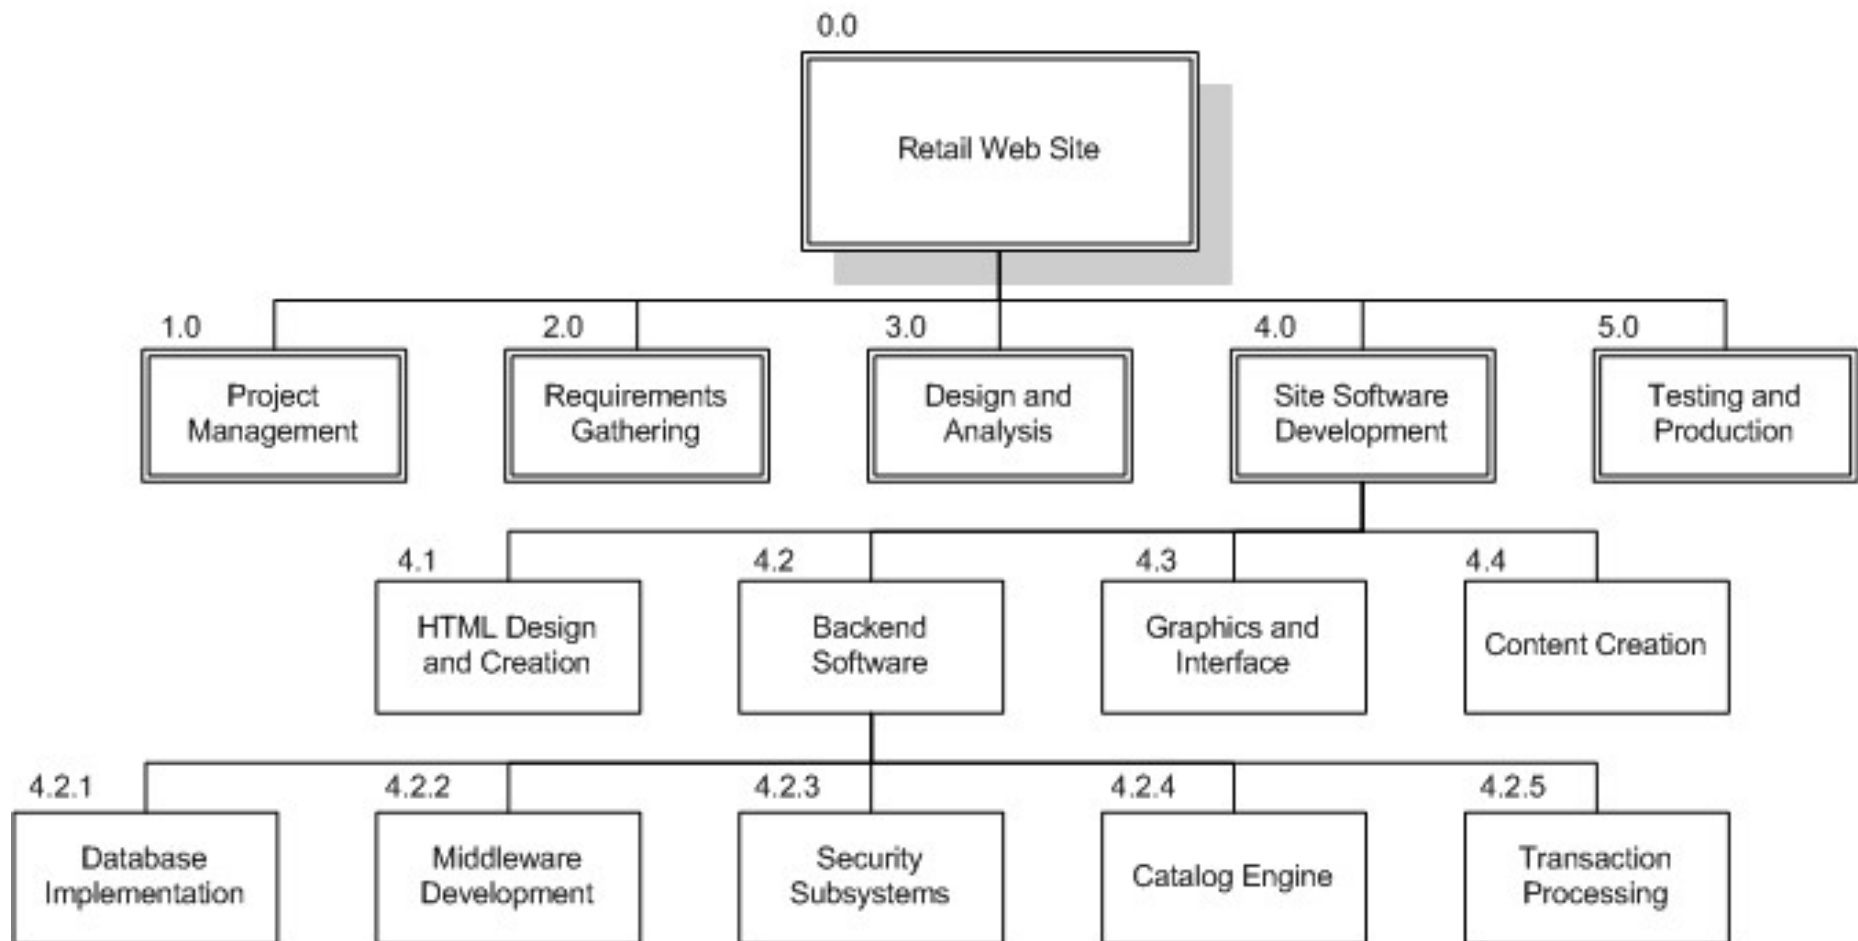 0.0
Retail Web Site
1.0
Project
Management
2.0
Requirements
Gathering
3.0
Design and
Analysis
4.0
Site Software
Development
5.0
Testing and
Production
4.1
HTML Design
and Creation
4.2
Backend
Software
4.3
Graphics and
Interface
4.4
Content Creation
4.2.1
Database
Implementation
4.2.2
Middleware
Development
4.2.3
Security
Subsystems
4.2.4
Catalog Engine
4.2.5
Transaction
Processing